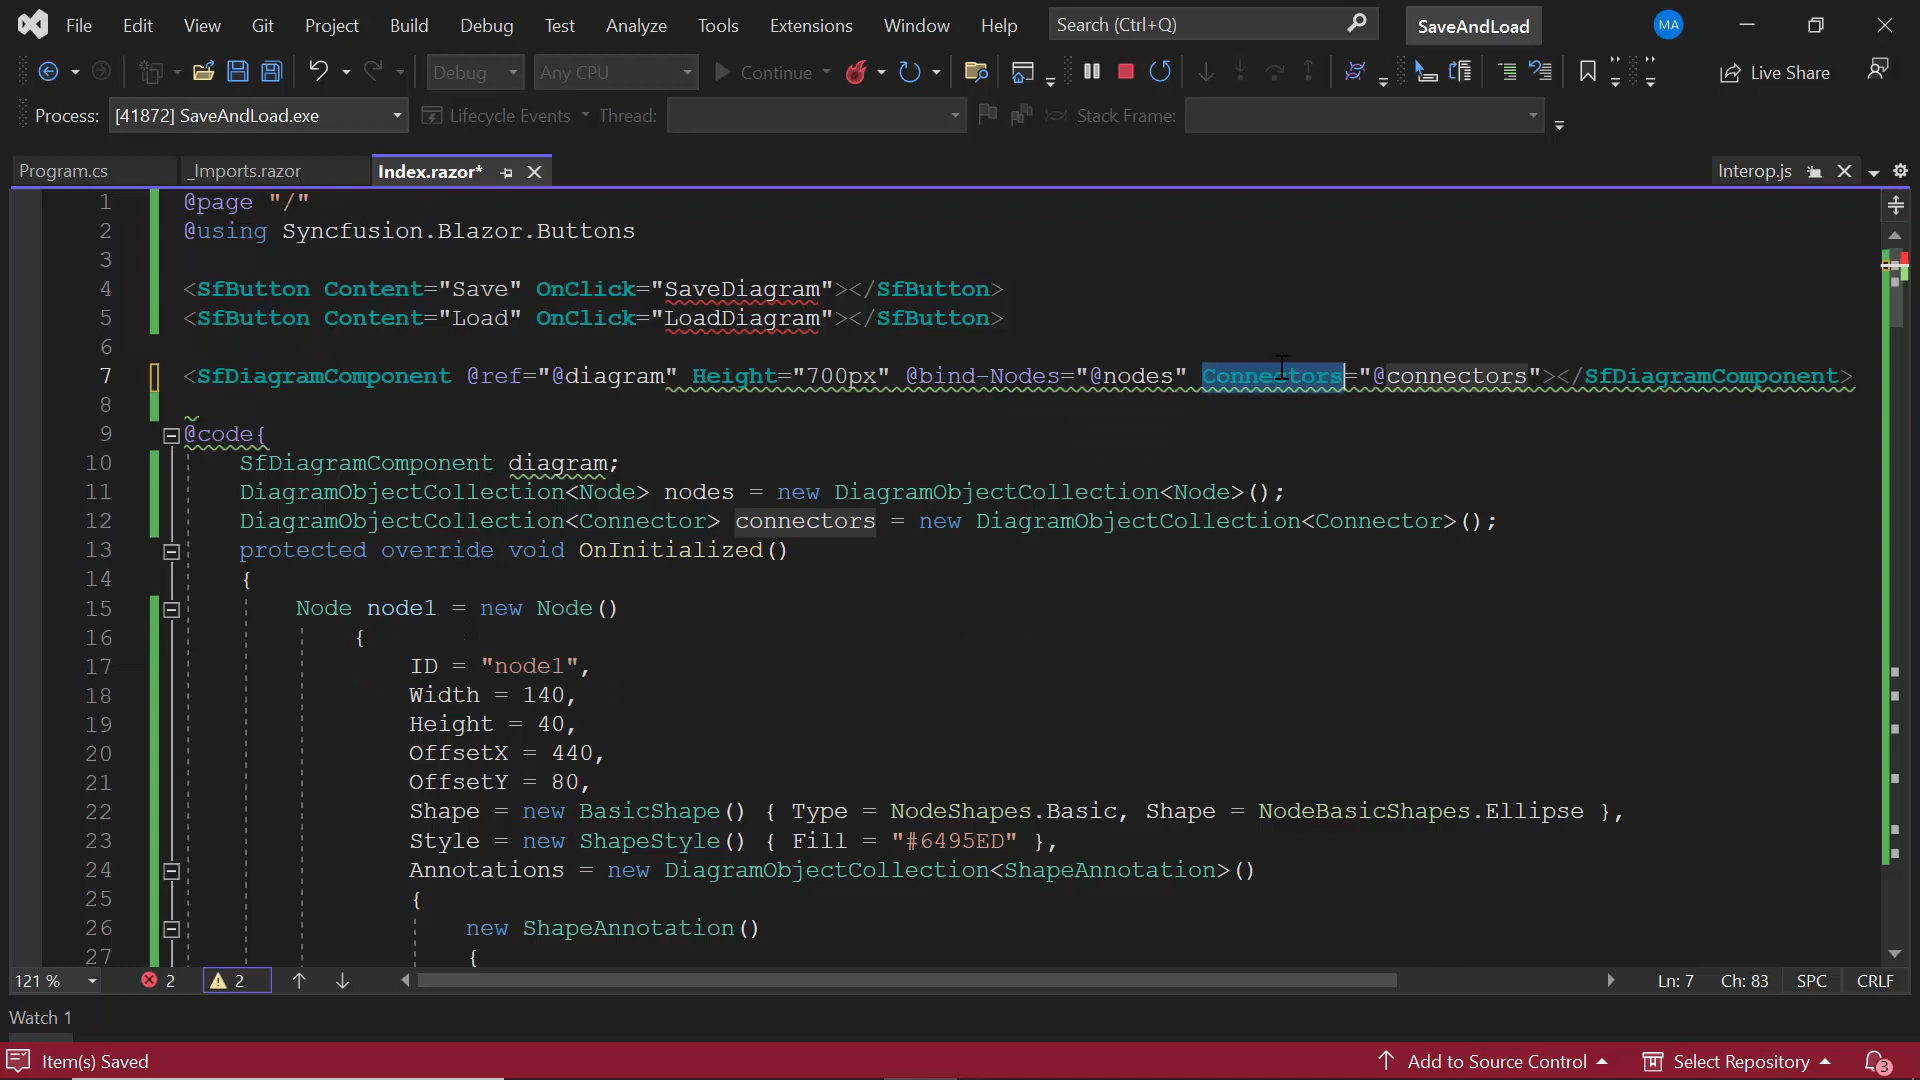 File Edit View Git Project Build Debug Test Analyze Tools Extensions Window Help Search (Ctrl+Q) SaveAndLoad MA
Debug Any CPU Continue Live Share
Process: [41872] SaveAndLoad.exe Lifecycle Events Thread: Stack Frame:
Program.cs _Imports.razor Index.razor* Interop.js
1 @page "/"
2 @using Syncfusion.Blazor.Buttons
3
4 <SfButton Content="Save" OnClick="SaveDiagram"></SfButton>
5 <SfButton Content="Load" OnClick="LoadDiagram"></SfButton>
6
7 <SfDiagramComponent @ref="@diagram" Height="700px" @bind-Nodes="@nodes" Connectors="@connectors"></SfDiagramComponent>
8
9 @code{
10 SfDiagramComponent diagram;
11 DiagramObjectCollection<Node> nodes = new DiagramObjectCollection<Node>();
12 DiagramObjectCollection<Connector> connectors = new DiagramObjectCollection<Connector>();
13 protected override void OnInitialized()
14 {
15 Node node1 = new Node()
16 {
17 ID = "node1",
18 Width = 140,
19 Height = 40,
20 OffsetX = 440,
21 OffsetY = 80,
22 Shape = new BasicShape() { Type = NodeShapes.Basic, Shape = NodeBasicShapes.Ellipse },
23 Style = new ShapeStyle() { Fill = "#6495ED" },
24 Annotations = new DiagramObjectCollection<ShapeAnnotation>()
25 {
26 new ShapeAnnotation()
27 {
121 % 2 2 Ln: 7 Ch: 83 SPC CRLF
Watch 1
Item(s) Saved Add to Source Control Select Repository 3